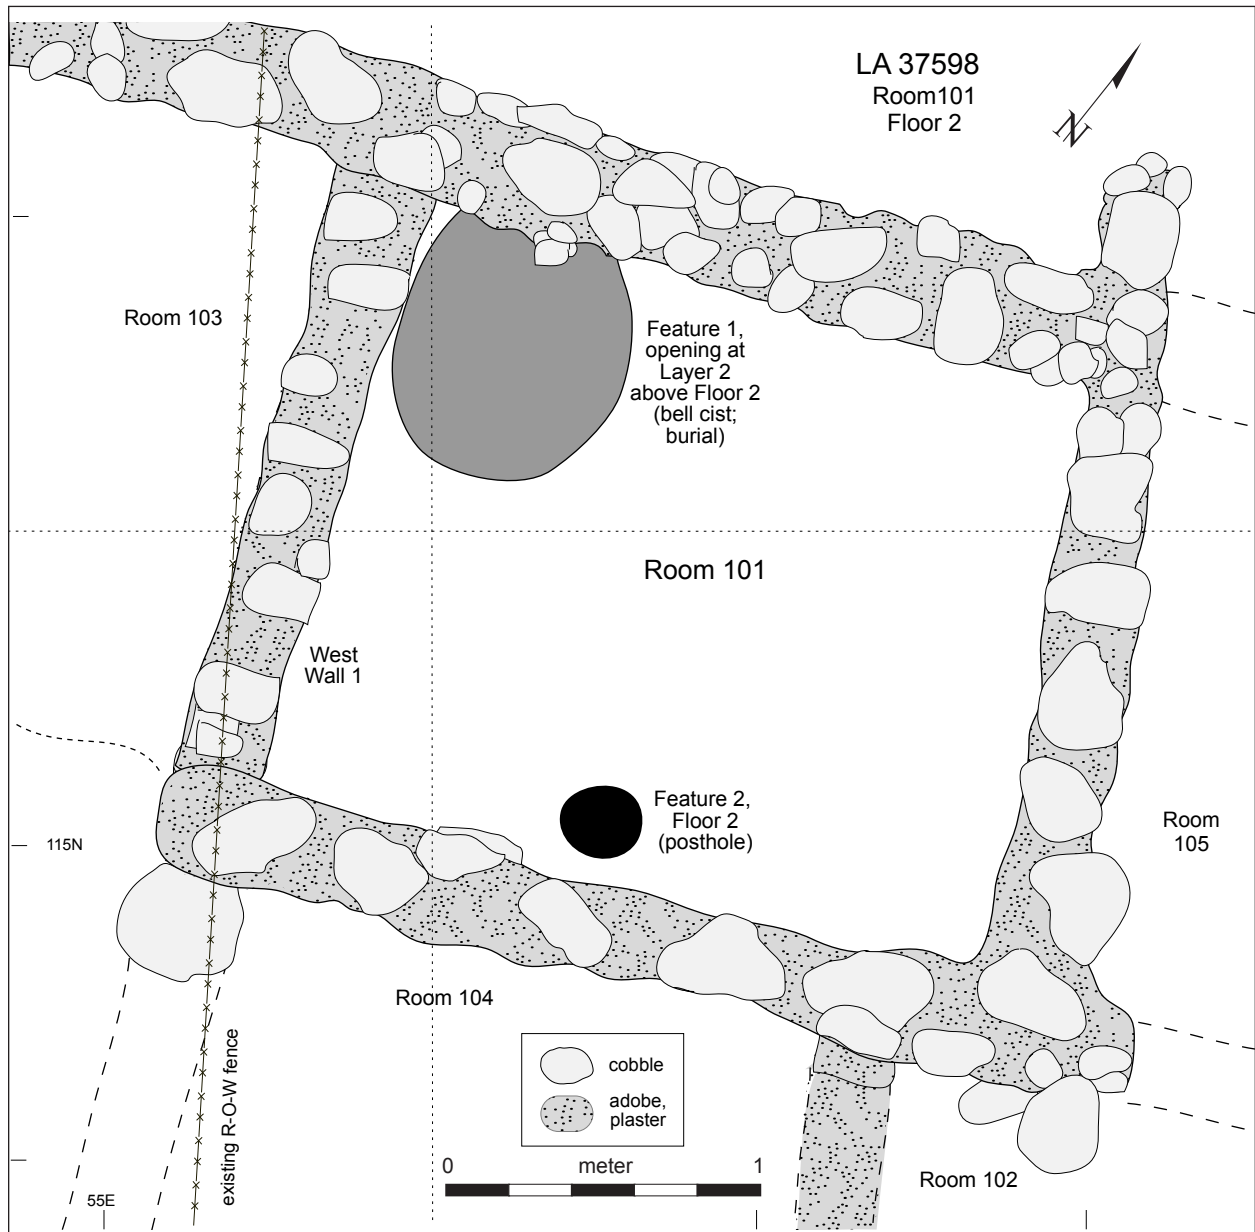 LA 37598
Room101
Floor 2
N
Room 103
Feature 1,
opening at
Layer 2
above Floor 2
(bell cist;
burial)
Room 101
West
Wall 1
Feature 2,
Floor 2
(posthole)
Room
105
115N
Room 104
existing R-O-W fence
cobble
adobe,
plaster
0 meter 1
Room 102
55E